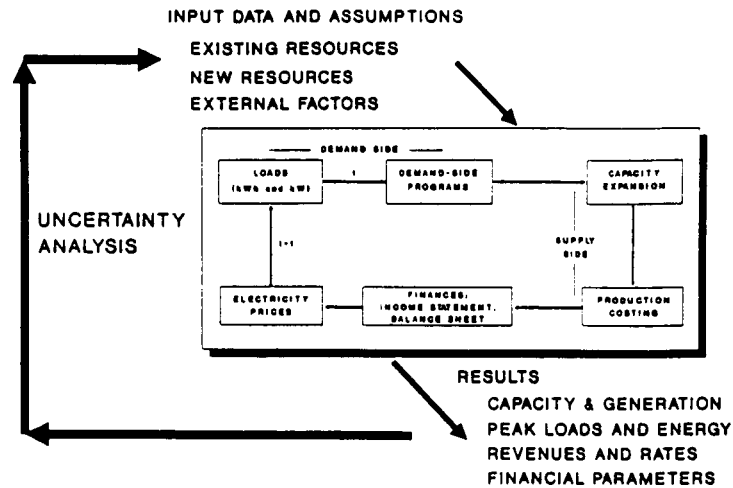 INPUT DATA AND ASSUMPTIONS
EXISTING RESOURCES
NEW RESOURCES
EXTERNAL FACTORS
DEMAND SIDE
LOADS
(kWh and kW)
t
DEMAND-SIDE
PROGRAMS
CAPACITY
EXPANSION
UNCERTAINTY
ANALYSIS
t+1
SUPPLY
SIDE
ELECTRICITY
PRICES
FINANCES:
INCOME STATEMENT,
BALANCE SHEET
PRODUCTION
COSTING
RESULTS
CAPACITY & GENERATION
PEAK LOADS AND ENERGY
REVENUES AND RATES
FINANCIAL PARAMETERS